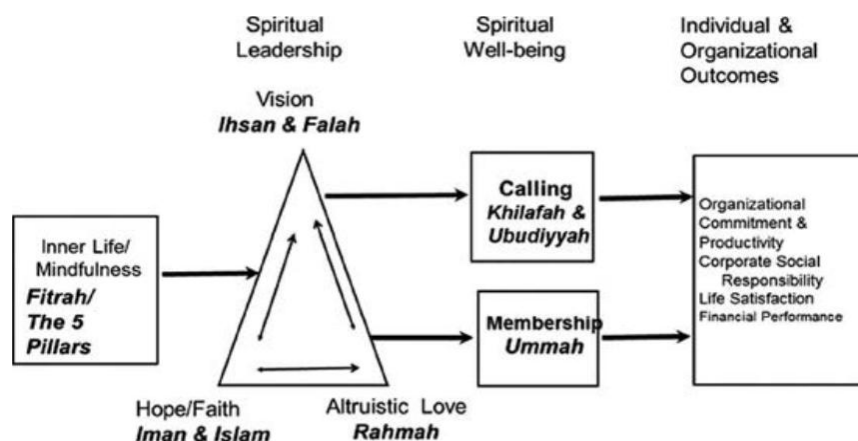 Spiritual
Leadership
Spiritual
Well-being
Individual &
Organizational
Outcomes
Vision
Ihsan & Falah
Inner Life/
Mindfulness
Fitrah/
The 5
Pillars
Hope/Faith
Iman & Islam
Altruistic Love
Rahmah
Calling
Khilafah &
Ubudiyyah
Membership
Ummah
Organizational
Commitment &
Productivity
Corporate Social
Responsibility
Life Satisfaction
Financial Performance